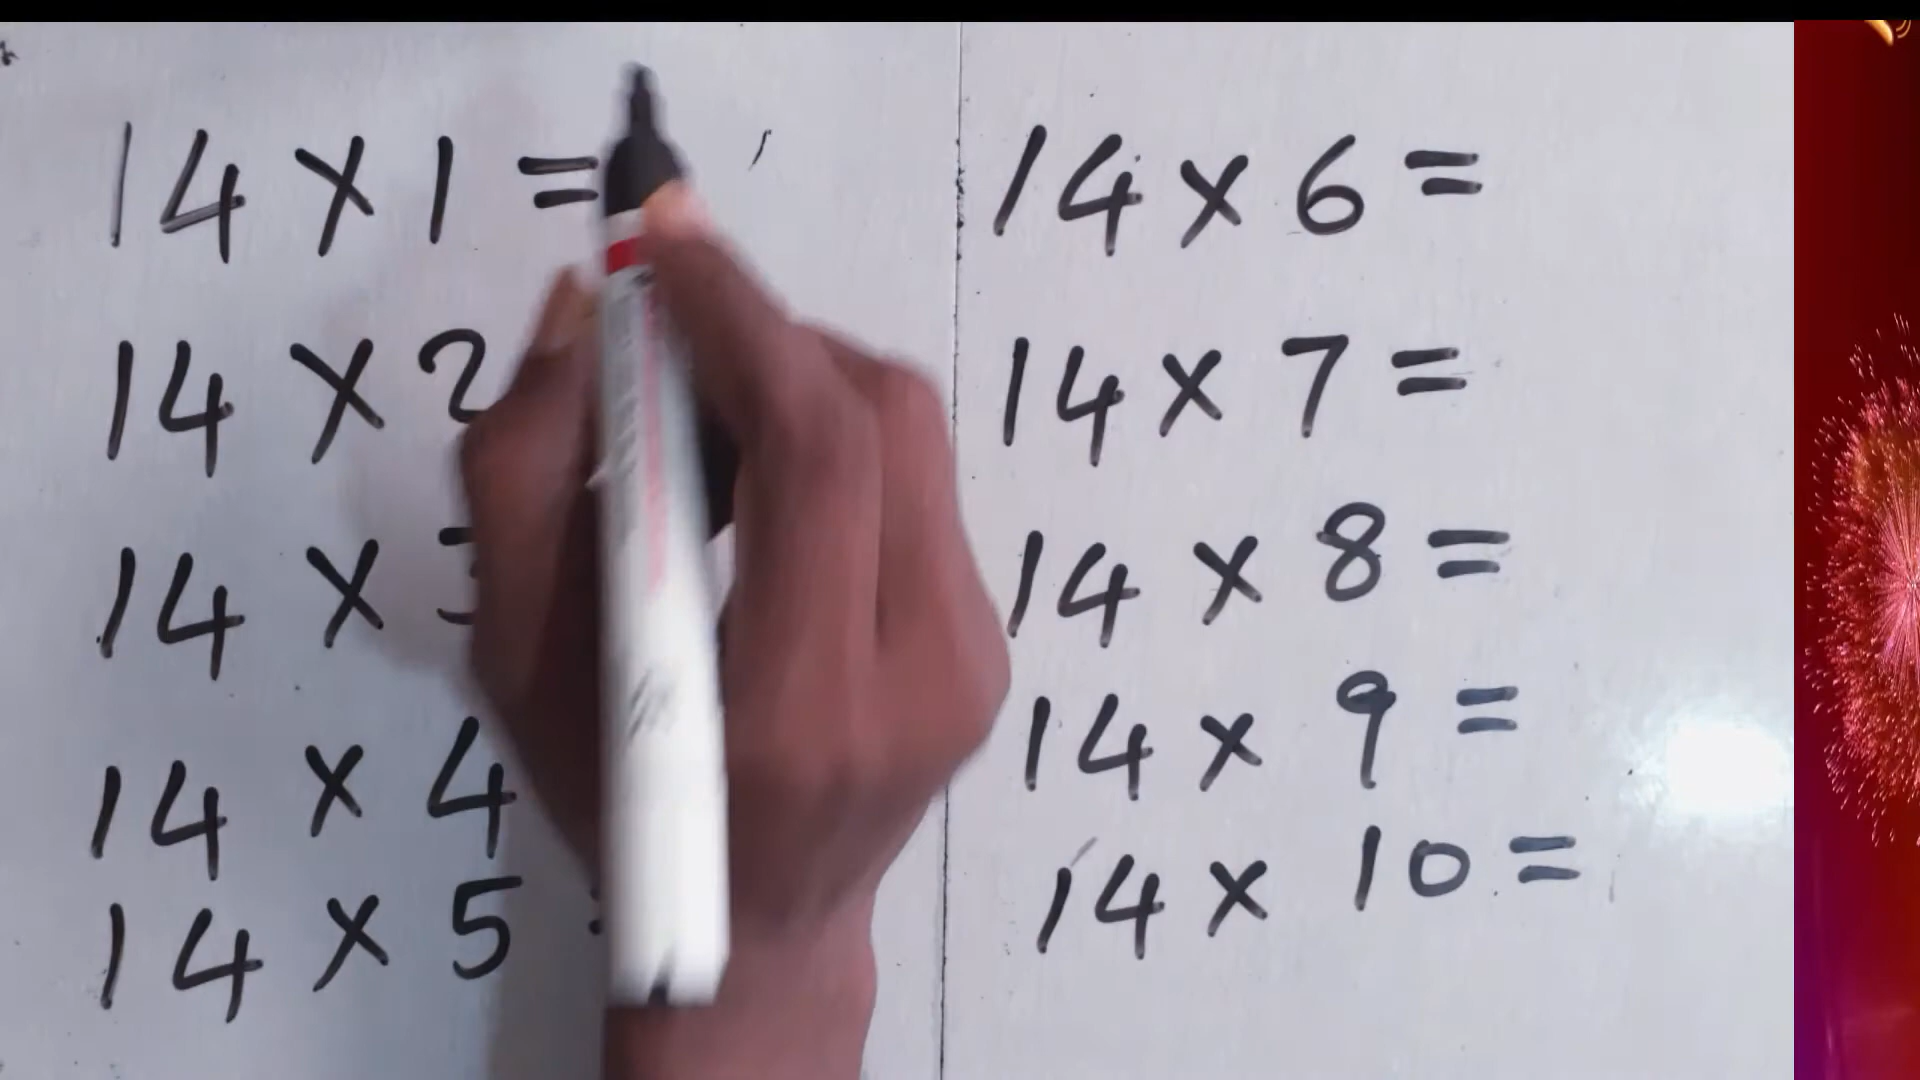 14 X 1 =
14 X 2
14 X 3
14 X 4
14 X 5
14 x 6 =
14 x 7 =
14 x 8 =
14 x 9 =
14 x 10 =